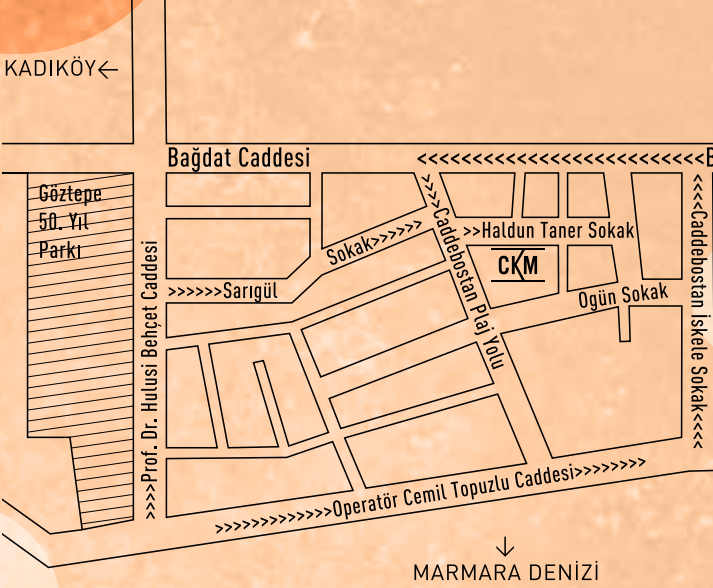 KADIKÖY←
Bağdat Caddesi
<<<<<<<<<<<<<<<<<<<<<<<<<<B
Göztepe
50. Yıl
Parkı
>>>>Prof. Dr. Hulusi Behçet Caddesi
>>>>>>Sarıgül
Sokak>>>>>>
>>>>Caddebostan Plaj Yolu
>>Haldun Taner Sokak
CKM
Ogün Sokak
<<<<Caddebostan İskele Sokak<<<<
>>>>>>>>>>>>>Operatör Cemil Topuzlu Caddesi>>>>>>>>
↓
MARMARA DENİZİ